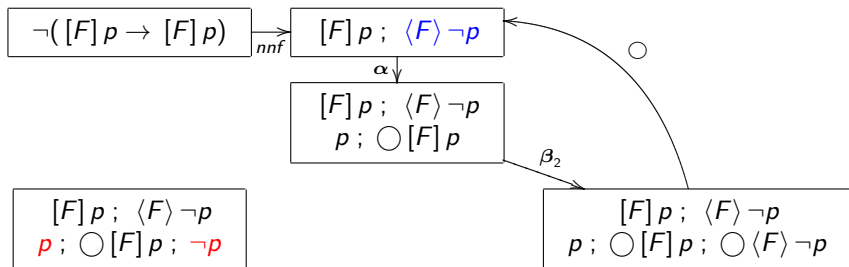 ¬([F] p → [F] p)
nnf
[F] p ; ⟨F⟩ ¬p
◯
α
[F] p ; ⟨F⟩ ¬p
p ; ◯ [F] p
β₂
[F] p ; ⟨F⟩ ¬p
p ; ◯ [F] p ; ¬p
[F] p ; ⟨F⟩ ¬p
p ; ◯ [F] p ; ◯ ⟨F⟩ ¬p